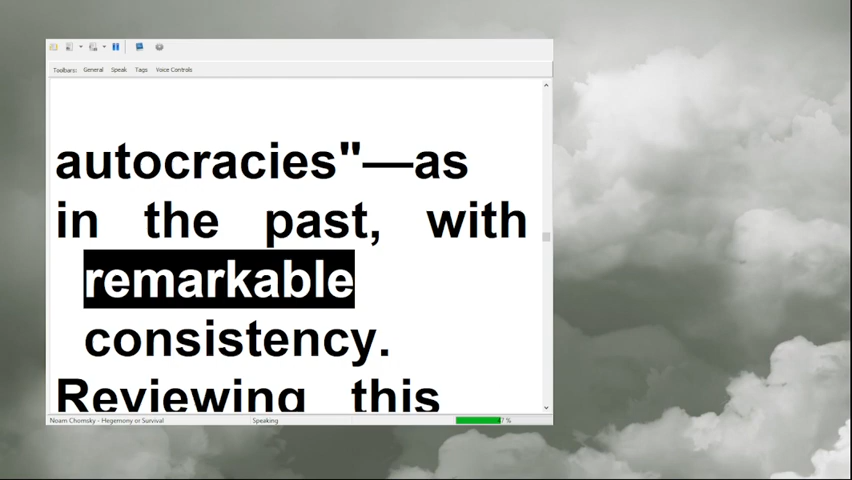 Toolbars: General Speak Tags Voice Controls
autocracies"—as
in the past, with
remarkable
consistency.
Reviewing this
Noam Chomsky - Hegemony or Survival Speaking 47 %